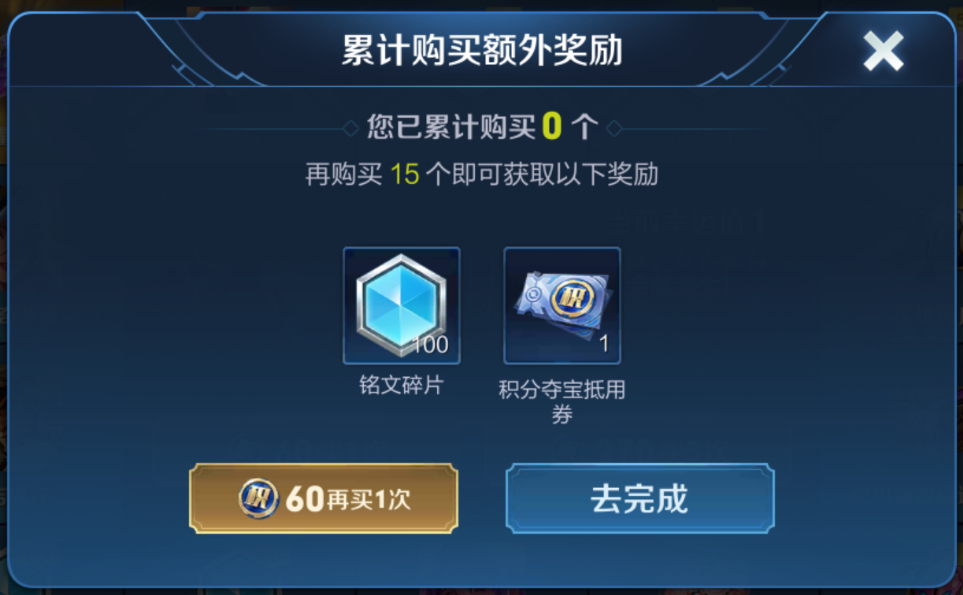 累计购买额外奖励
您已累计购买0个
再购买15个即可获取以下奖励
100
积
1
铭文碎片
积分夺宝抵用
券
积 60再买1次
去完成